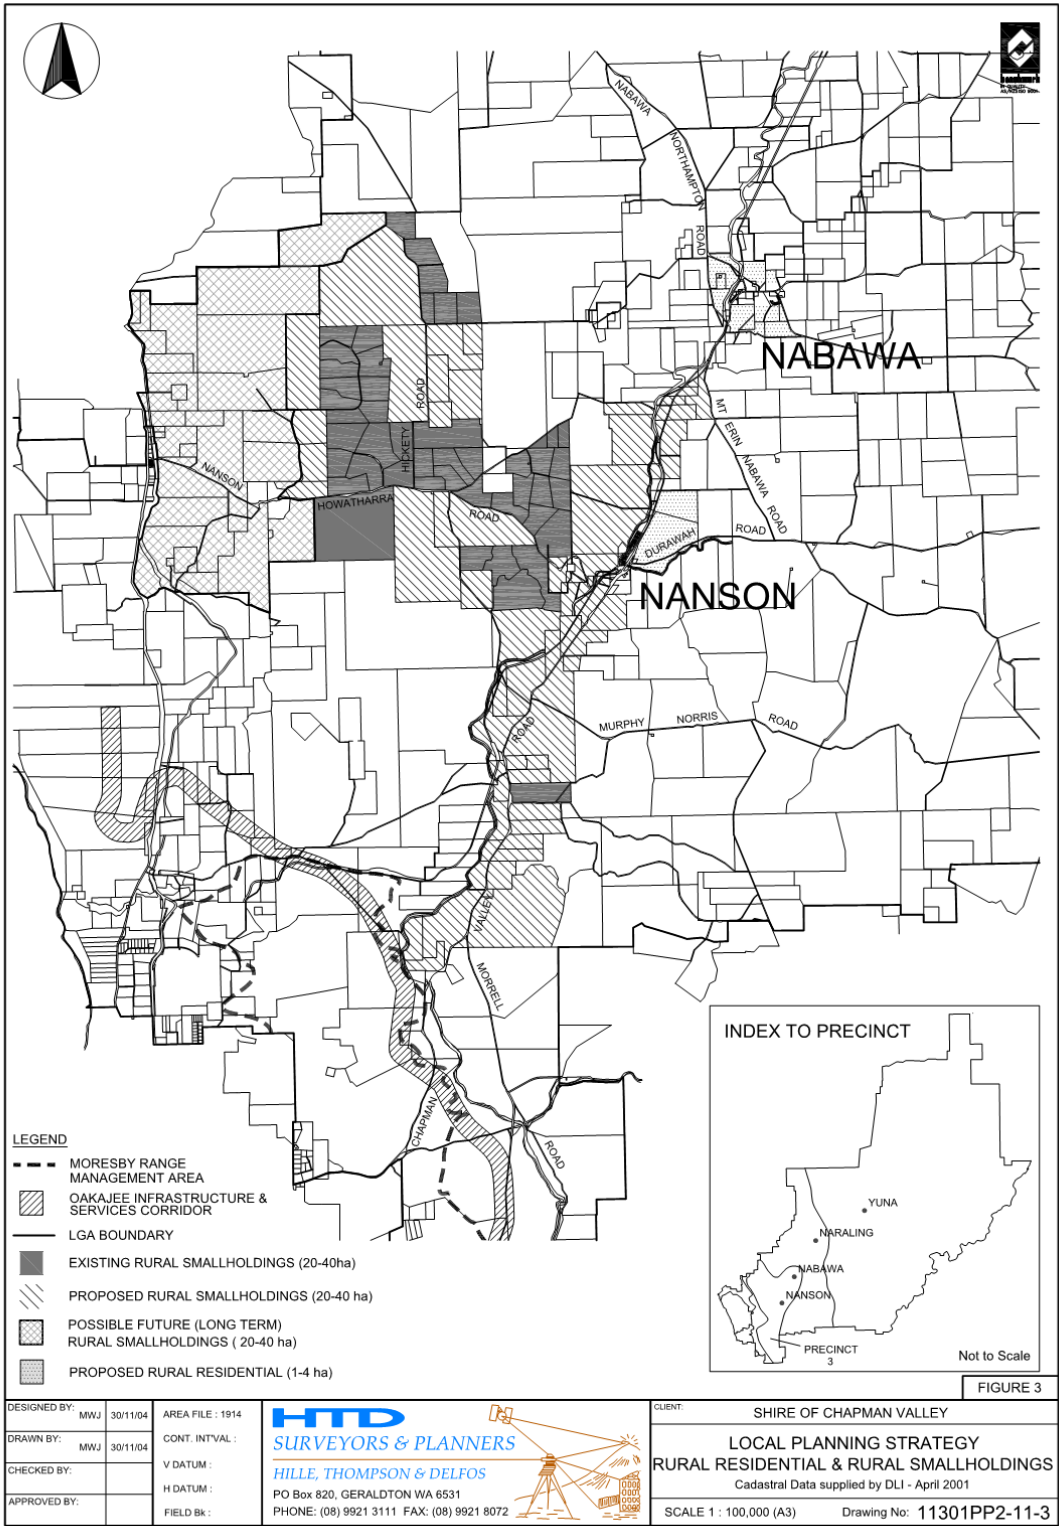 NABAWA
NORTHAMPTON
ROAD
NABAWA
MT
ERIN
NABAWA
ROAD
ROAD
HICKETY
NANSON
HOWATHARRA
ROAD
DURAWAH
ROAD
NANSON
MURPHY
NORRIS
ROAD
ROAD
VALLEY
MORRELL
CHAPMAN
ROAD
INDEX TO PRECINCT
YUNA
NARALING
NABAWA
NANSON
PRECINCT
3
Not to Scale
LEGEND
MORESBY RANGE
MANAGEMENT AREA
OAKAJEE INFRASTRUCTURE &
SERVICES CORRIDOR
LGA BOUNDARY
EXISTING RURAL SMALLHOLDINGS (20-40ha)
PROPOSED RURAL SMALLHOLDINGS (20-40 ha)
POSSIBLE FUTURE (LONG TERM)
RURAL SMALLHOLDINGS ( 20-40 ha)
PROPOSED RURAL RESIDENTIAL (1-4 ha)
FIGURE 3
DESIGNED BY: MWJ 30/11/04
DRAWN BY: MWJ 30/11/04
CHECKED BY:
APPROVED BY:
AREA FILE : 1914
CONT. INT'VAL :
V DATUM :
H DATUM :
FIELD Bk :
HTD
SURVEYORS & PLANNERS
HILLE, THOMPSON & DELFOS
PO Box 820, GERALDTON WA 6531
PHONE: (08) 9921 3111 FAX: (08) 9921 8072
CLIENT:
SHIRE OF CHAPMAN VALLEY
LOCAL PLANNING STRATEGY
RURAL RESIDENTIAL & RURAL SMALLHOLDINGS
Cadastral Data supplied by DLI - April 2001
SCALE 1 : 100,000 (A3)
Drawing No: 11301PP2-11-3